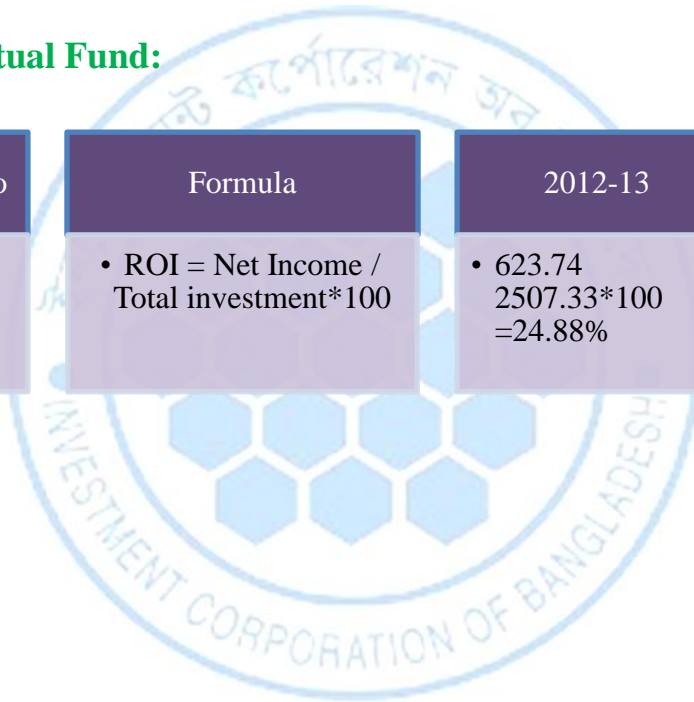 tual Fund:
o
Formula
2012-13
• ROI = Net Income /
Total investment*100
• 623.74
2507.33*100
=24.88%
কর্পোরেশন অব
INVESTMENT CORPORATION OF BANGLADESH